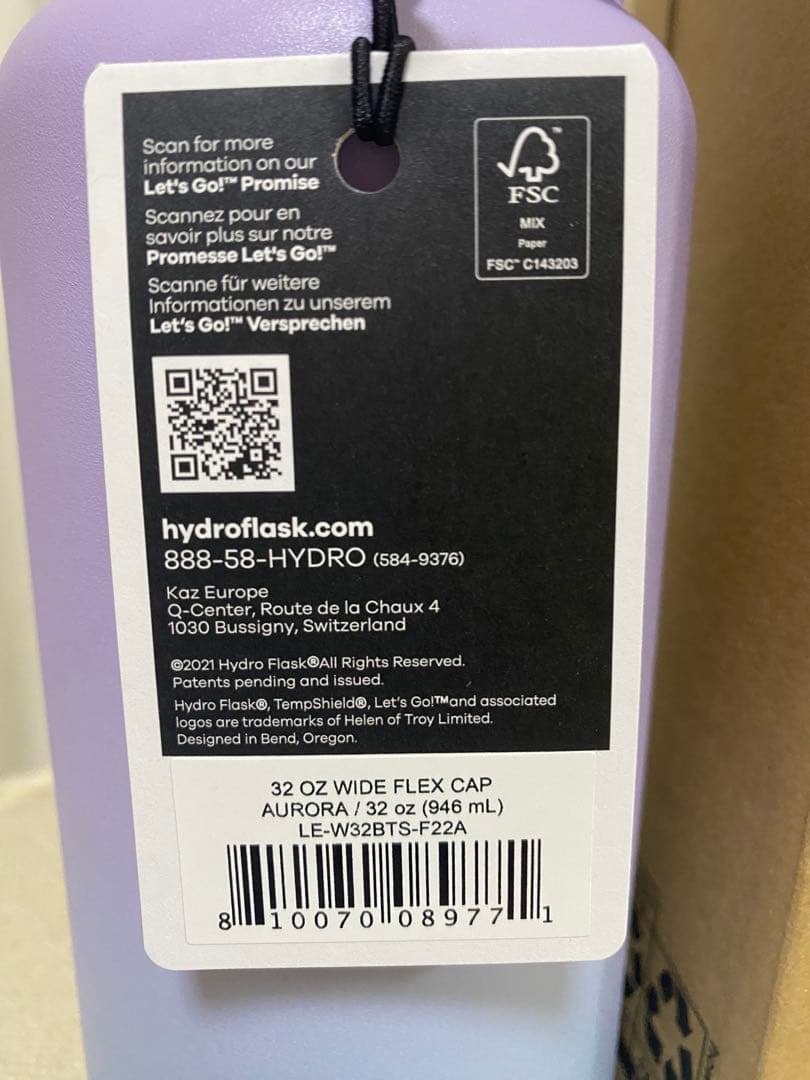 Scan for more
information on our
Let's Go!™ Promise
Scannez pour en
savoir plus sur notre
Promesse Let's Go!™
Scanne für weitere
Informationen zu unserem
Let's Go!™ Versprechen
™
FSC
MIX
Paper
FSC™ C143203
hydroflask.com
888-58-HYDRO (584-9376)
Kaz Europe
Q-Center, Route de la Chaux 4
1030 Bussigny, Switzerland
©2021 Hydro Flask®All Rights Reserved.
Patents pending and issued.
Hydro Flask®, TempShield®, Let's Go!™and associated
logos are trademarks of Helen of Troy Limited.
Designed in Bend, Oregon.
32 OZ WIDE FLEX CAP
AURORA / 32 oz (946 mL)
LE-W32BTS-F22A
8 10070 08977 1